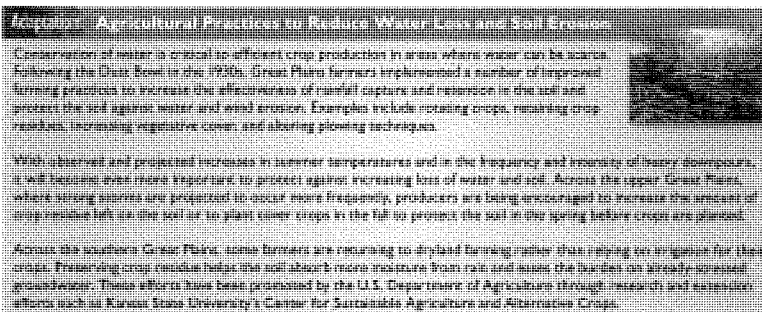 Adaptation: Agricultural Practices to Reduce Water Loss and Soil Erosion
Conservation of water is critical to efficient crop production in areas where water can be scarce.
Following the Dust Bowl in the 1930s, Great Plains farmers implemented a number of improved
farming practices to increase the effectiveness of rainfall capture and retention in the soil and
protect the soil against water and wind erosion. Examples include rotating crops, retaining crop
residues, increasing vegetative cover, and altering plowing techniques.
With observed and projected increases in summer temperatures and in the frequency and intensity of heavy downpours,
it will become even more important to protect against increasing loss of water and soil. Across the upper Great Plains,
where strong storms are projected to occur more frequently, producers are being encouraged to increase the amount of
crop residue left on the soil or to plant cover crops in the fall to protect the soil in the spring before crops are planted.
Across the southern Great Plains, some farmers are returning to dryland farming rather than relying on irrigation for their
crops. Preserving crop residue helps the soil absorb more moisture from rain and eases the burden on already-stressed
groundwater. These efforts have been promoted by the U.S. Department of Agriculture through research and extension
efforts such as Kansas State University's Center for Sustainable Agriculture and Alternative Crops.